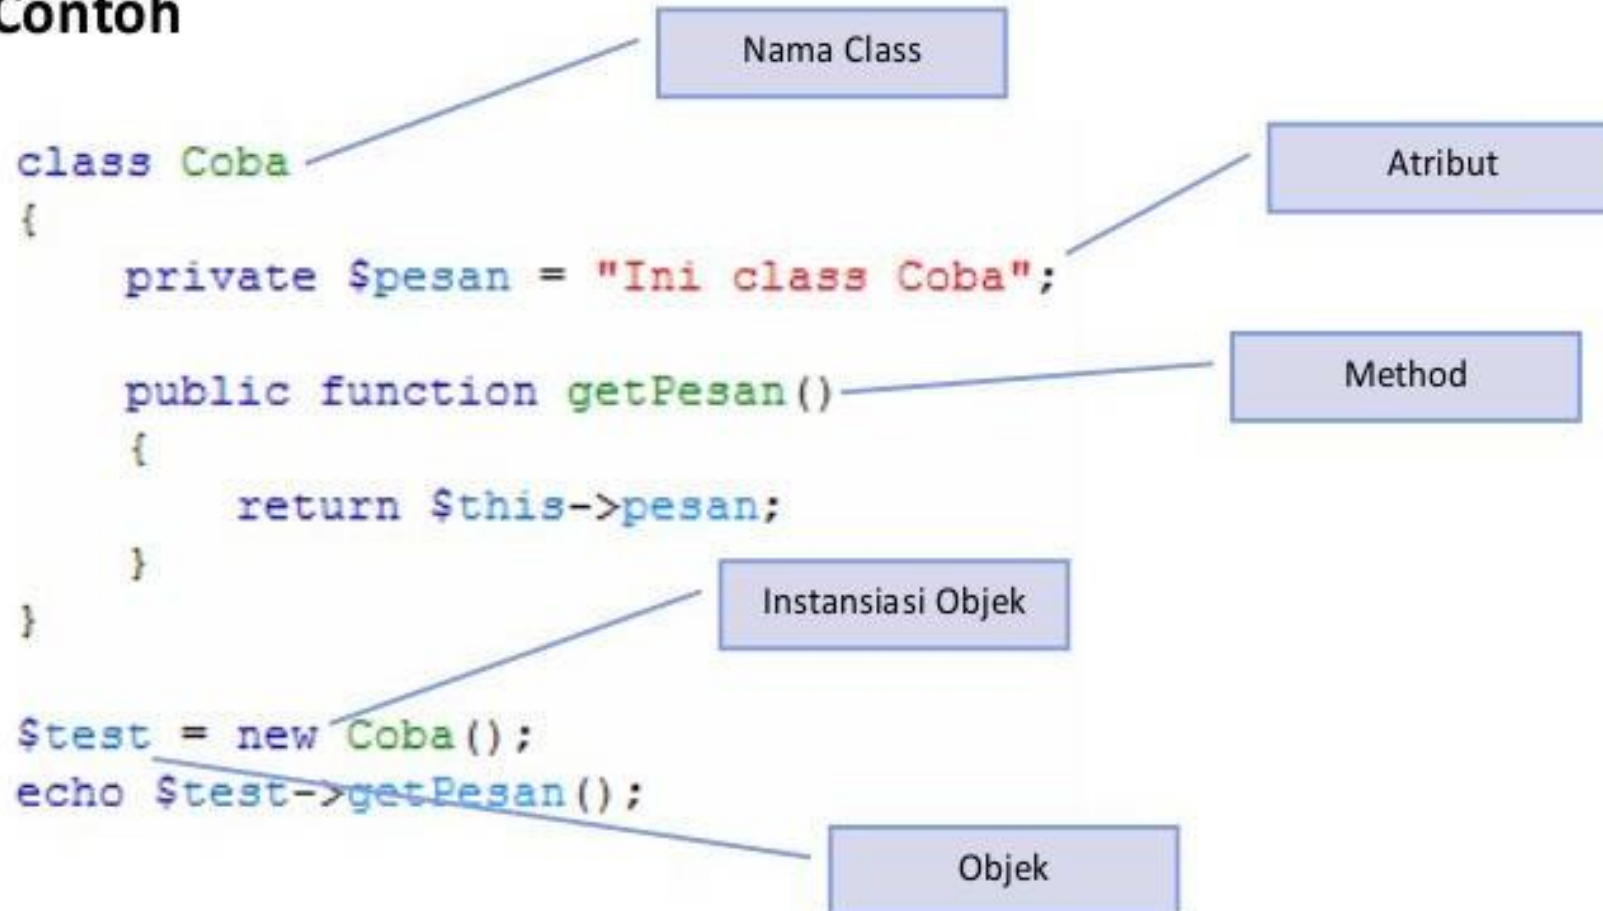 Contoh
Nama Class
class Coba
Atribut
{
private $pesan = "Ini class Coba";
public function getPesan()
Method
{
return $this->pesan;
}
Instansiasi Objek
}
$test = new Coba();
echo $test->getPesan();
Objek